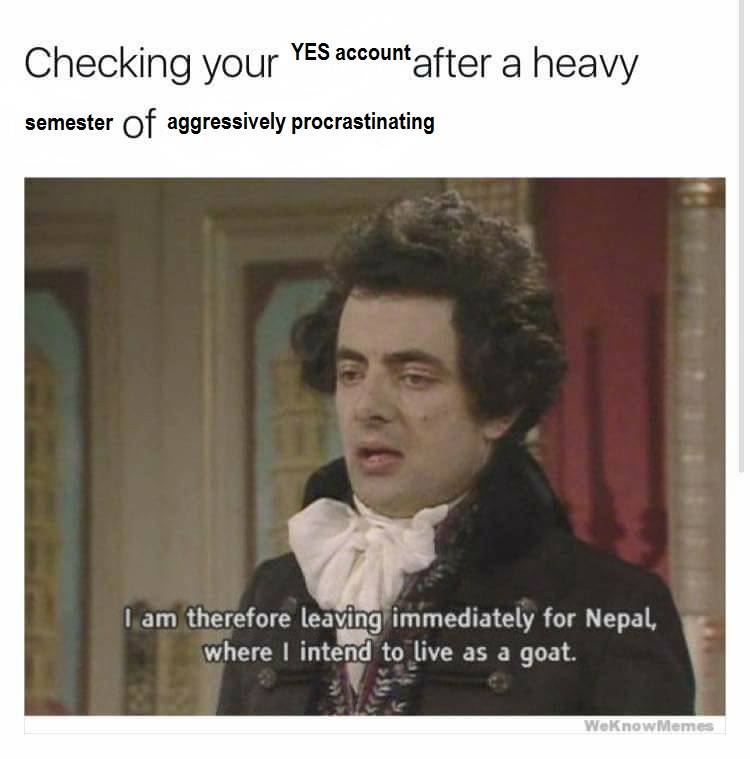 Checking your YES account after a heavy
semester of aggressively procrastinating
I am therefore leaving immediately for Nepal,
where I intend to live as a goat.
WeKnowMemes